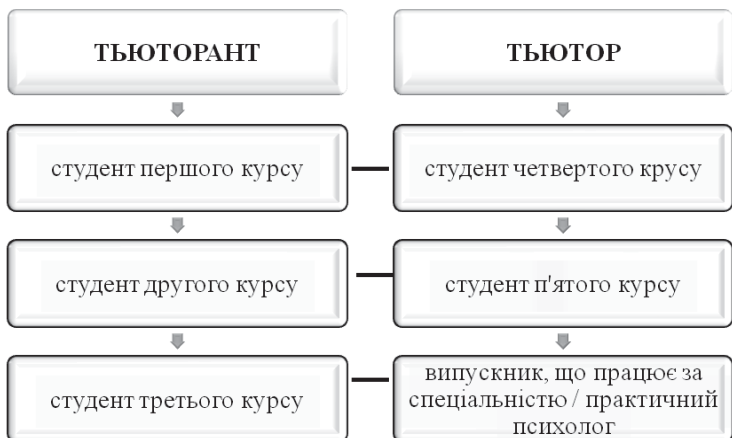 ТЬЮТОРАНТ
ТЬЮТОР
студент першого курсу
студент четвертого крусу
студент другого курсу
студент п'ятого курсу
студент третього курсу
випускник, що працює за
спеціальністю / практичний
психолог